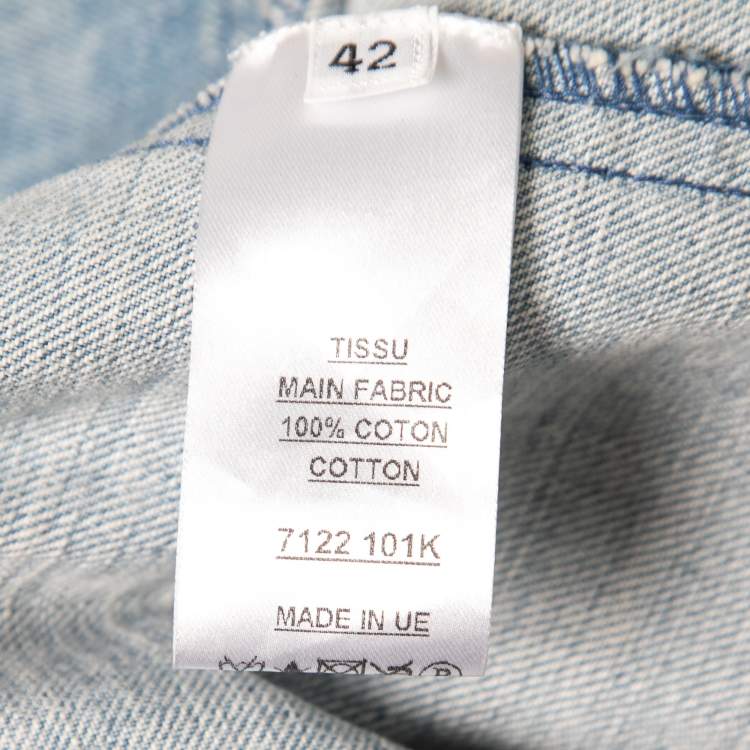 42
TISSU
MAIN FABRIC
100% COTON
COTTON
7122 101K
MADE IN UE
P